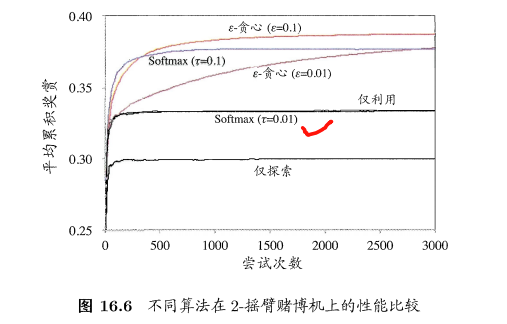 0.40
0.35
0.30
0.25
平均累积奖赏
ε-贪心 (ε=0.1)
Softmax (τ=0.1)
ε-贪心 (ε=0.01)
仅利用
Softmax (τ=0.01)
仅探索
0 500 1000 1500 2000 2500 3000
尝试次数
图 16.6 不同算法在 2-摇臂赌博机上的性能比较